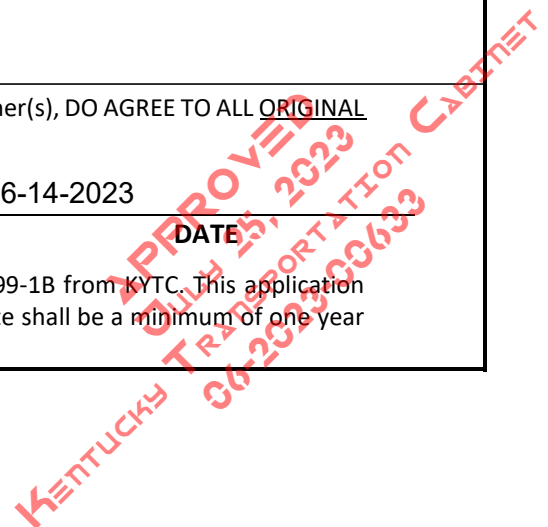 ner(s), DO AGREE TO ALL ORIGINAL
6-14-2023
DATE
99-1B from KYTC. This application
te shall be a minimum of one year
APPROVED
July 25, 2023
Kentucky Transportation Cabinet
06-2023-00633